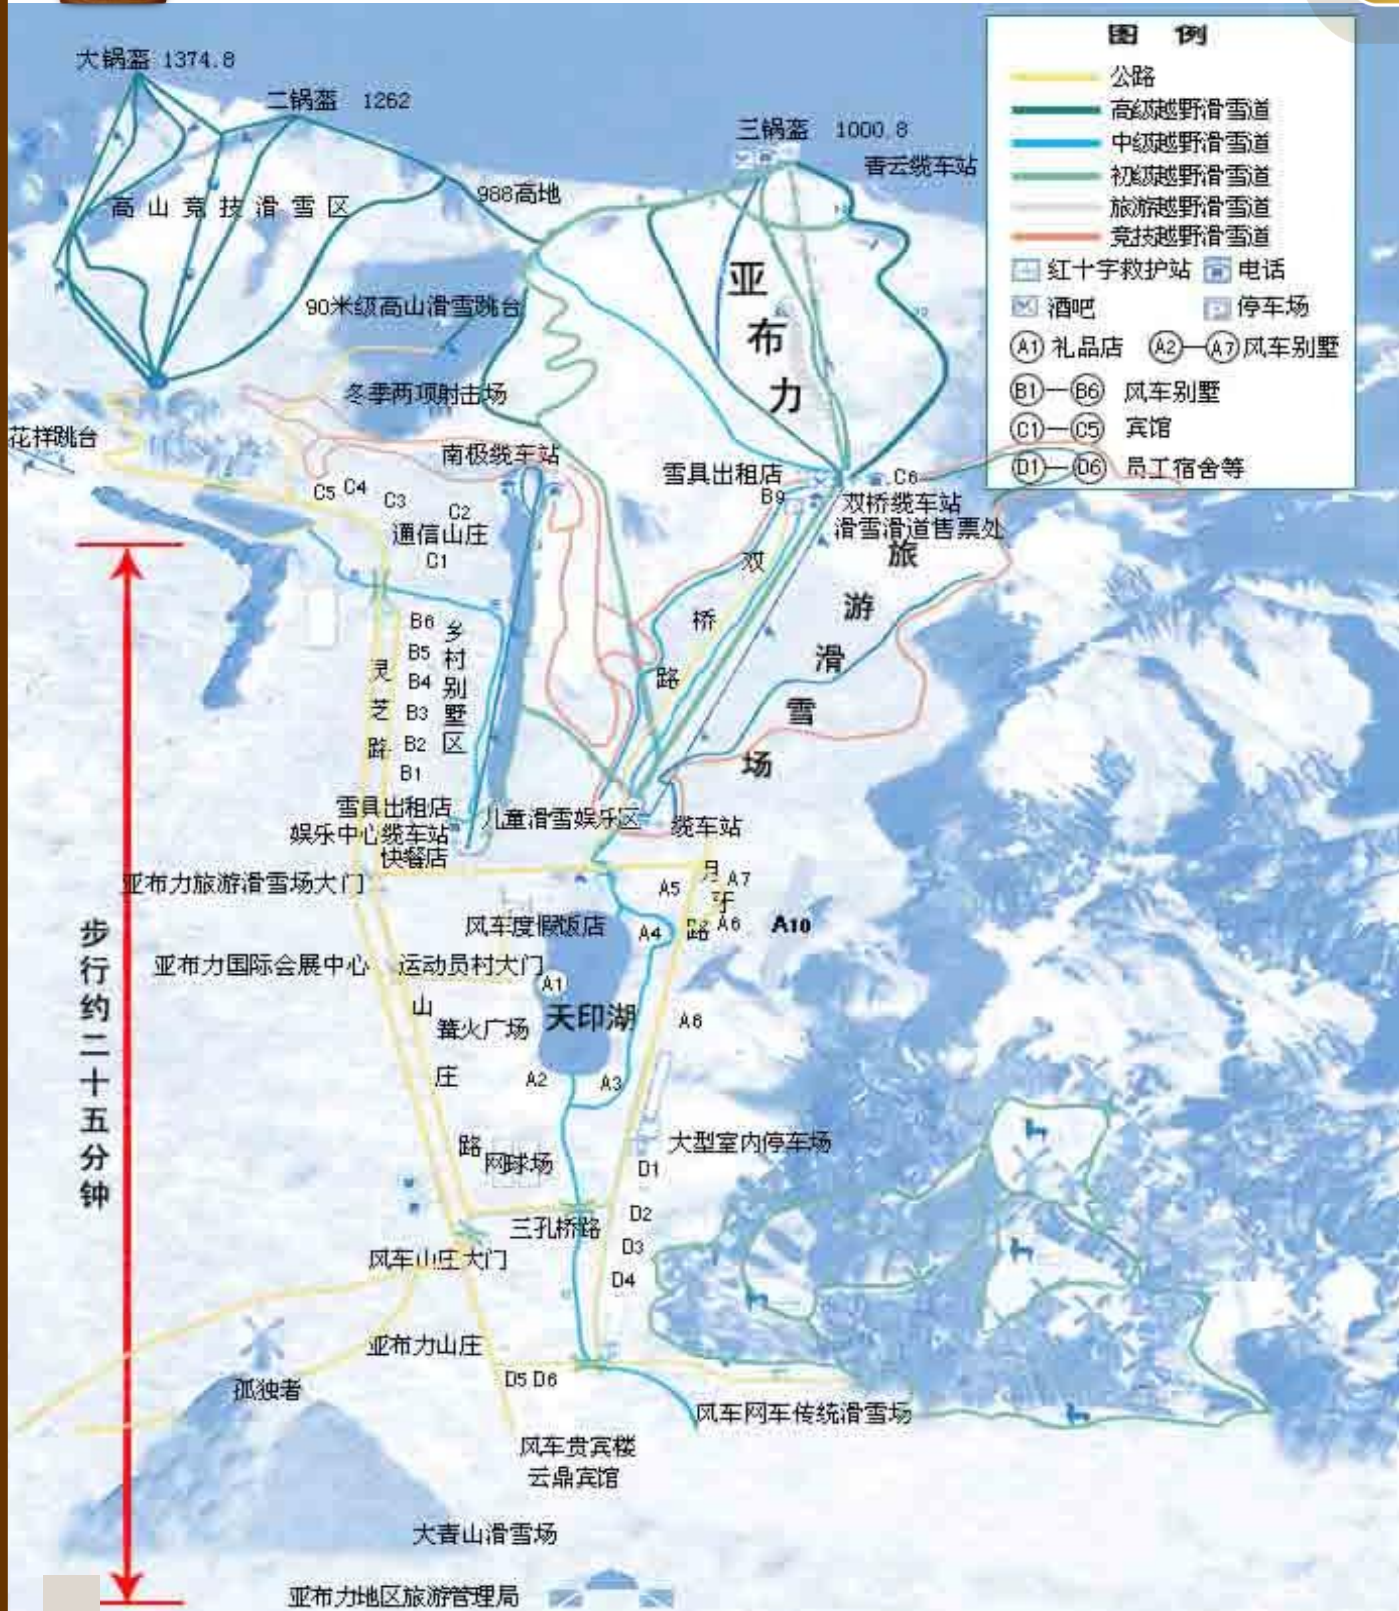 大锅盔 1374.8
二锅盔 1262
三锅盔 1000.8
香云缆车站
988高地
高山竞技滑雪区
90米级高山滑雪跳台
冬季两项射击场
花样跳台
南极缆车站
亚布力
雪具出租店
B9
C6
双桥缆车站
滑雪滑道售票处
旅游滑雪场
C5 C4
C3
C2
通信山庄
C1
双桥路
B6
B5
B4
B3
B2
B1
乡村别墅区
灵芝路
雪具出租店
娱乐中心缆车站
快餐店
儿童滑雪娱乐区
缆车站
亚布力旅游滑雪场大门
月牙路
A5
A7
A6
A10
风车度假饭店
A4
亚布力国际会展中心
运动员村大门
A1
天印湖
山庄路
篝火广场
A6
A2
A3
网球场
大型室内停车场
D1
D2
D3
D4
三孔桥路
风车山庄大门
亚布力山庄
D5 D6
孤独者
风车网车传统滑雪场
风车贵宾楼
云鼎宾馆
大青山滑雪场
亚布力地区旅游管理局
步行约二十五分钟
图 例
公路
高级越野滑雪道
中级越野滑雪道
初级越野滑雪道
旅游越野滑雪道
竞技越野滑雪道
红十字救护站 电话
酒吧 停车场
A1 礼品店 A2—A7 风车别墅
B1—B6 风车别墅
C1—C5 宾馆
D1—D6 员工宿舍等